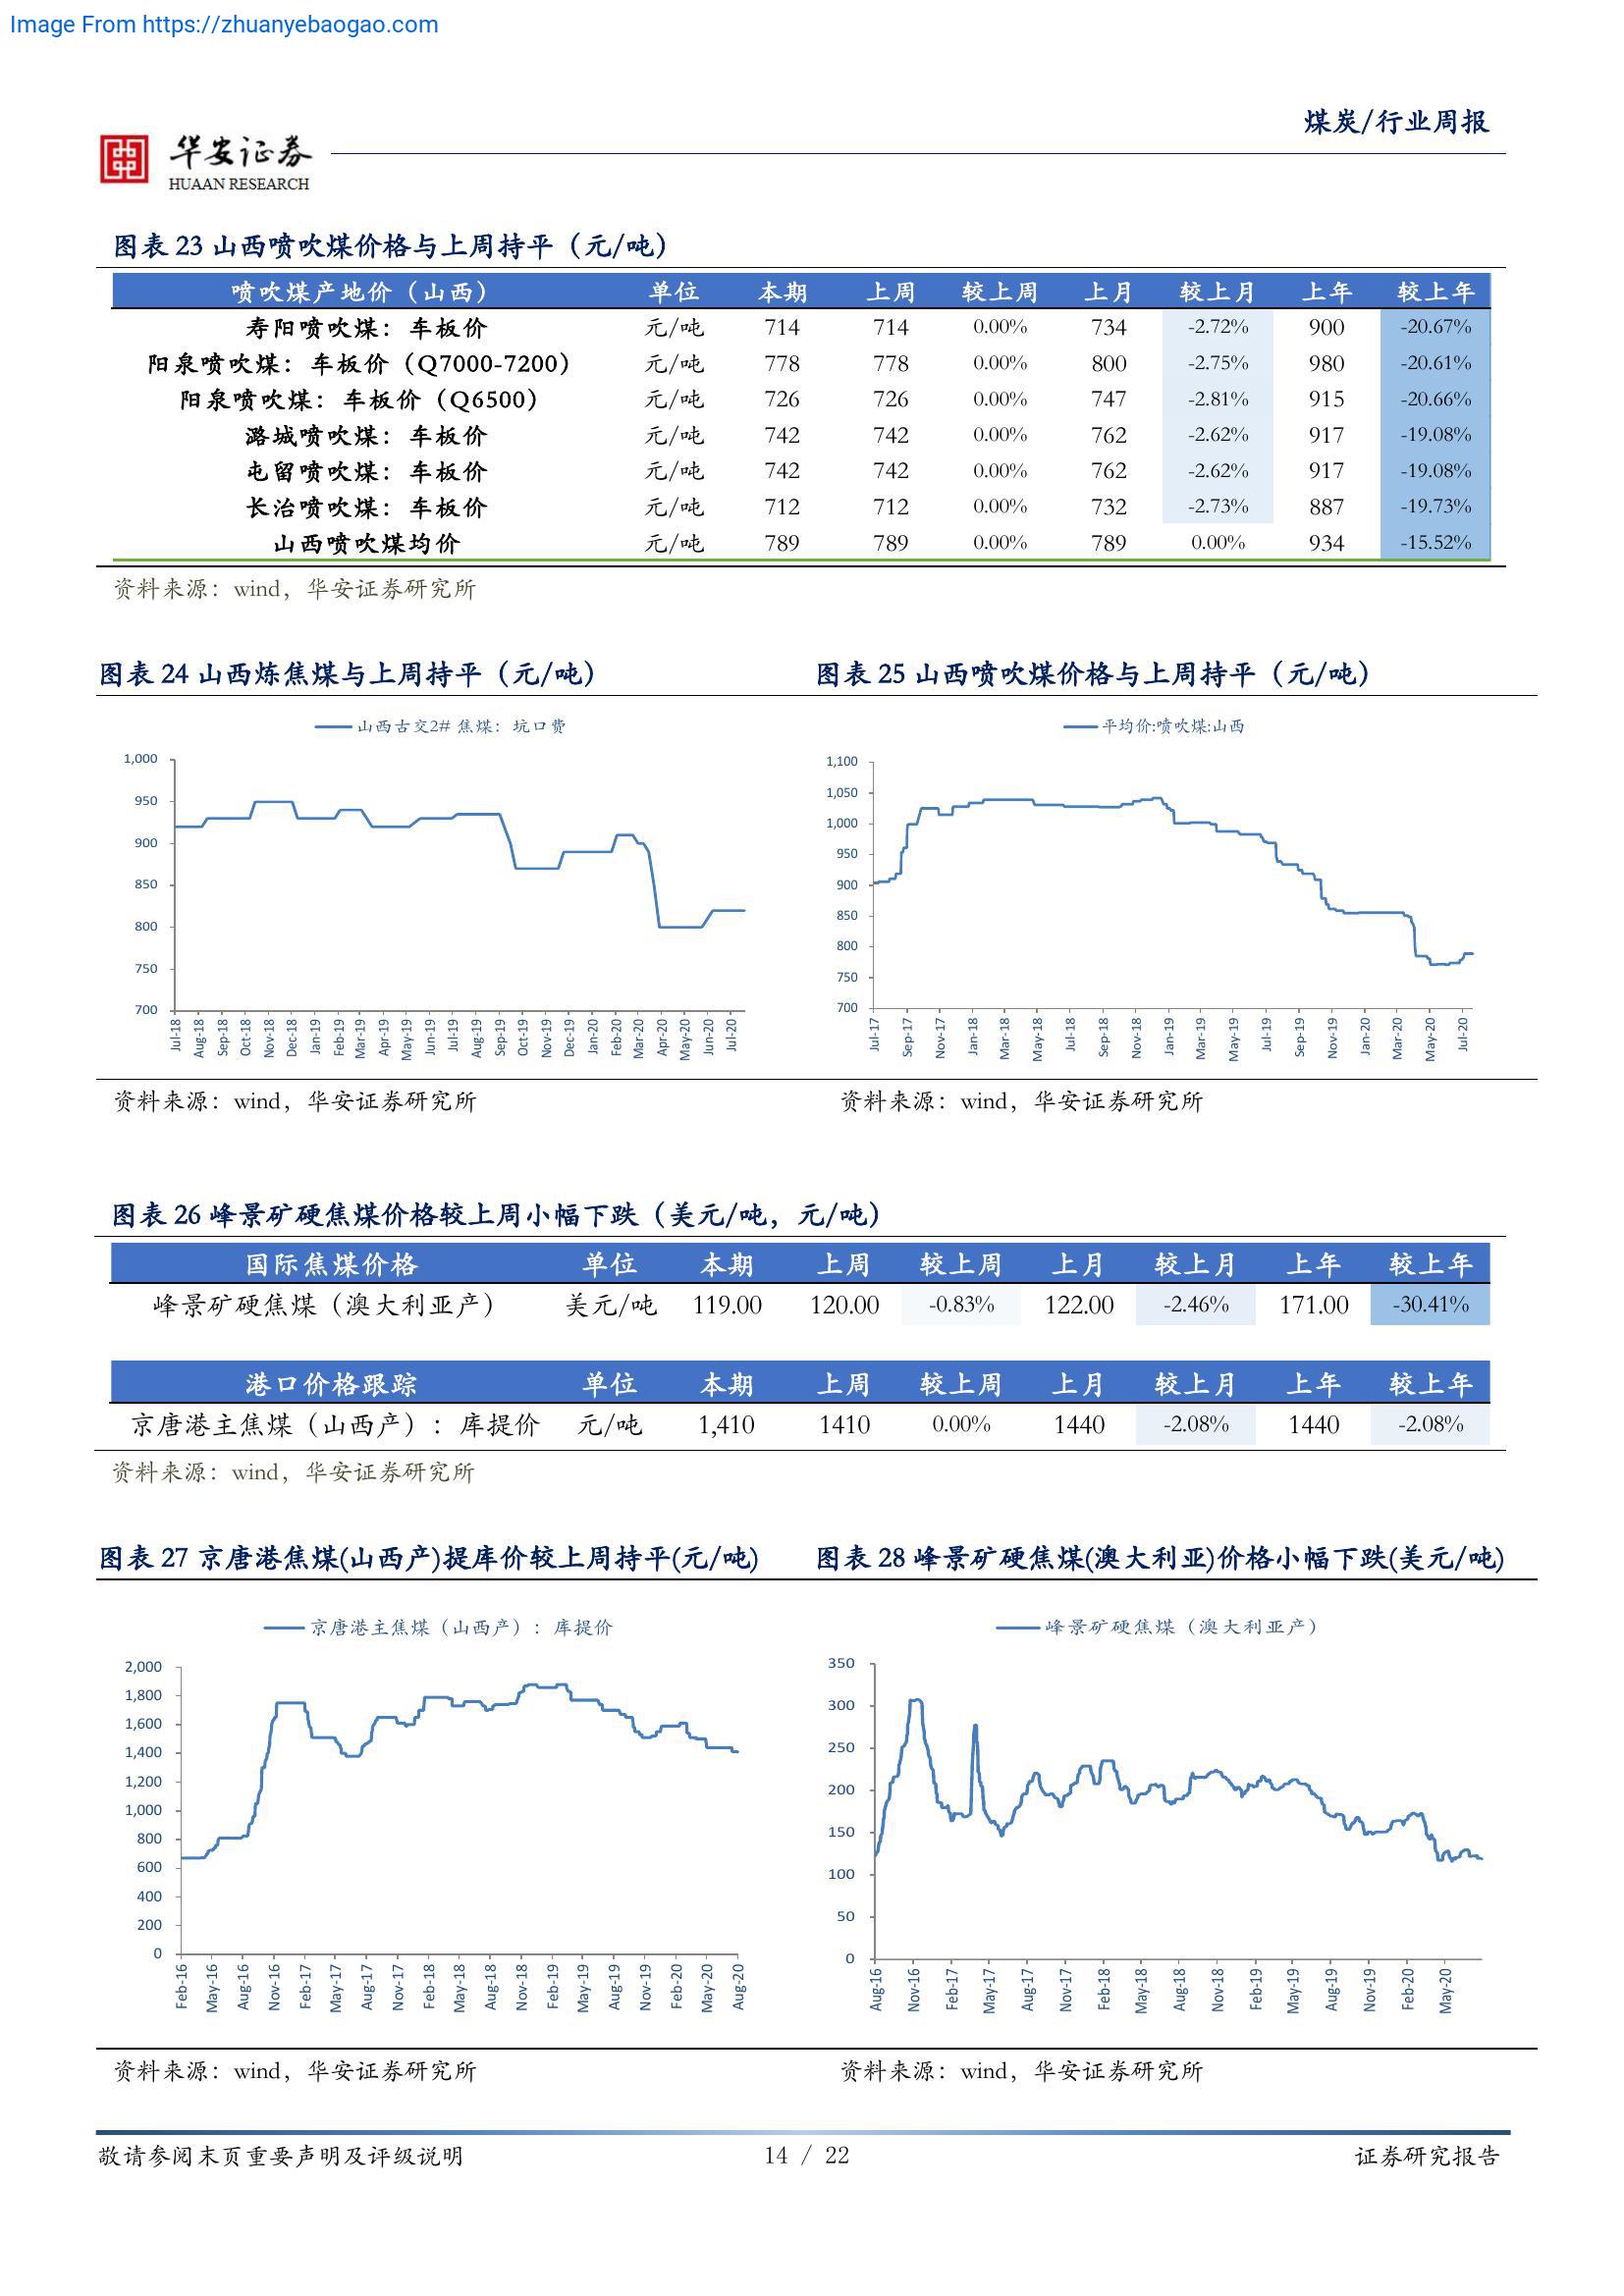 Image From https://zhuanyebaogao.com
煤炭/行业周报
华安证券
HUAAN RESEARCH
图表 23 山西喷吹煤价格与上周持平（元/吨）
喷吹煤产地价（山西） 单位 本期 上周 较上周 上月 较上月 上年 较上年
寿阳喷吹煤：车板价 元/吨 714 714 0.00% 734 -2.72% 900 -20.67%
阳泉喷吹煤：车板价（Q7000-7200） 元/吨 778 778 0.00% 800 -2.75% 980 -20.61%
阳泉喷吹煤：车板价（Q6500） 元/吨 726 726 0.00% 747 -2.81% 915 -20.66%
潞城喷吹煤：车板价 元/吨 742 742 0.00% 762 -2.62% 917 -19.08%
屯留喷吹煤：车板价 元/吨 742 742 0.00% 762 -2.62% 917 -19.08%
长治喷吹煤：车板价 元/吨 712 712 0.00% 732 -2.73% 887 -19.73%
山西喷吹煤均价 元/吨 789 789 0.00% 789 0.00% 934 -15.52%
资料来源：wind，华安证券研究所
图表 24 山西炼焦煤与上周持平（元/吨）
山西古交2# 焦煤：坑口费
1,000
950
900
850
800
750
700
Jul-18 Aug-18 Sep-18 Oct-18 Nov-18 Dec-18 Jan-19 Feb-19 Mar-19 Apr-19 May-19 Jun-19 Jul-19 Aug-19 Sep-19 Oct-19 Nov-19 Dec-19 Jan-20 Feb-20 Mar-20 Apr-20 May-20 Jun-20 Jul-20
资料来源：wind，华安证券研究所
图表 25 山西喷吹煤价格与上周持平（元/吨）
平均价:喷吹煤:山西
1,100
1,050
1,000
950
900
850
800
750
700
Jul-17 Sep-17 Nov-17 Jan-18 Mar-18 May-18 Jul-18 Sep-18 Nov-18 Jan-19 Mar-19 May-19 Jul-19 Sep-19 Nov-19 Jan-20 Mar-20 May-20 Jul-20
资料来源：wind，华安证券研究所
图表 26 峰景矿硬焦煤价格较上周小幅下跌（美元/吨，元/吨）
国际焦煤价格 单位 本期 上周 较上周 上月 较上月 上年 较上年
峰景矿硬焦煤（澳大利亚产） 美元/吨 119.00 120.00 -0.83% 122.00 -2.46% 171.00 -30.41%
港口价格跟踪 单位 本期 上周 较上周 上月 较上月 上年 较上年
京唐港主焦煤（山西产）：库提价 元/吨 1,410 1410 0.00% 1440 -2.08% 1440 -2.08%
资料来源：wind，华安证券研究所
图表 27 京唐港焦煤(山西产)提库价较上周持平(元/吨)
京唐港主焦煤（山西产）：库提价
2,000
1,800
1,600
1,400
1,200
1,000
800
600
400
200
0
Feb-16 May-16 Aug-16 Nov-16 Feb-17 May-17 Aug-17 Nov-17 Feb-18 May-18 Aug-18 Nov-18 Feb-19 May-19 Aug-19 Nov-19 Feb-20 May-20 Aug-20
资料来源：wind，华安证券研究所
图表 28 峰景矿硬焦煤(澳大利亚)价格小幅下跌(美元/吨)
峰景矿硬焦煤（澳大利亚产）
350
300
250
200
150
100
50
0
Aug-16 Nov-16 Feb-17 May-17 Aug-17 Nov-17 Feb-18 May-18 Aug-18 Nov-18 Feb-19 May-19 Aug-19 Nov-19 Feb-20 May-20
资料来源：wind，华安证券研究所
敬请参阅末页重要声明及评级说明 14 / 22 证券研究报告